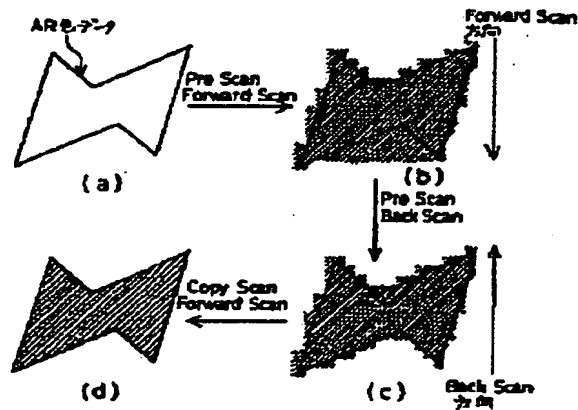 AR色データ
Pre Scan
Forward Scan
Forward Scan
方向
(a)
(b)
Pre Scan
Back Scan
Copy Scan
Forward Scan
(d)
(c)
Back Scan
方向